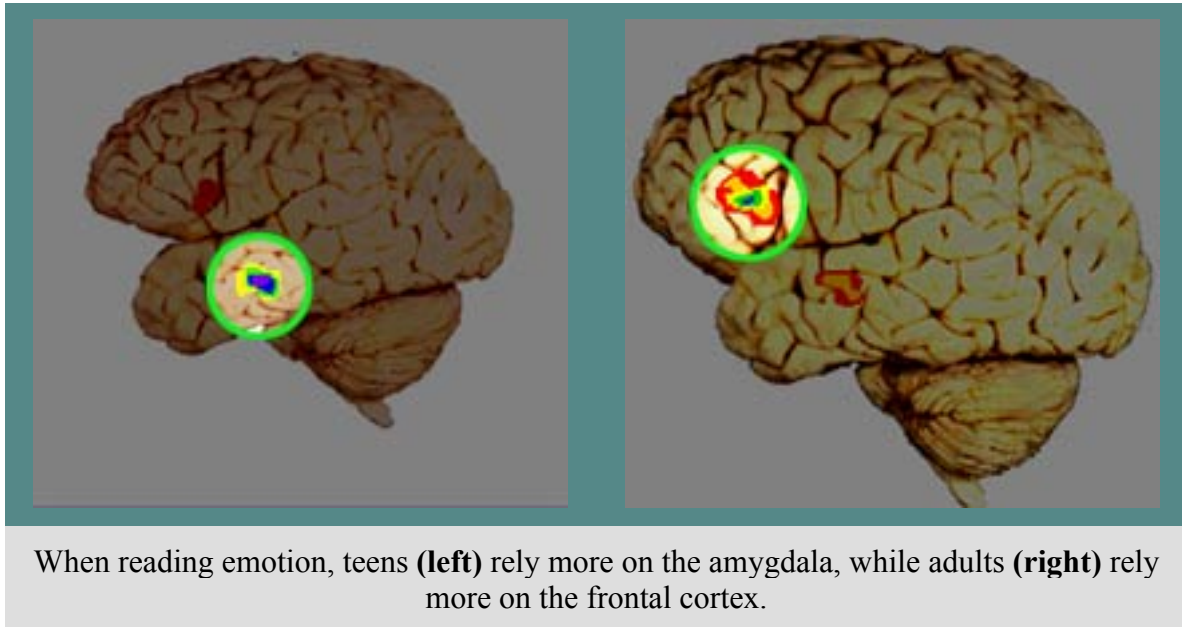 When reading emotion, teens (left) rely more on the amygdala, while adults (right) rely
more on the frontal cortex.